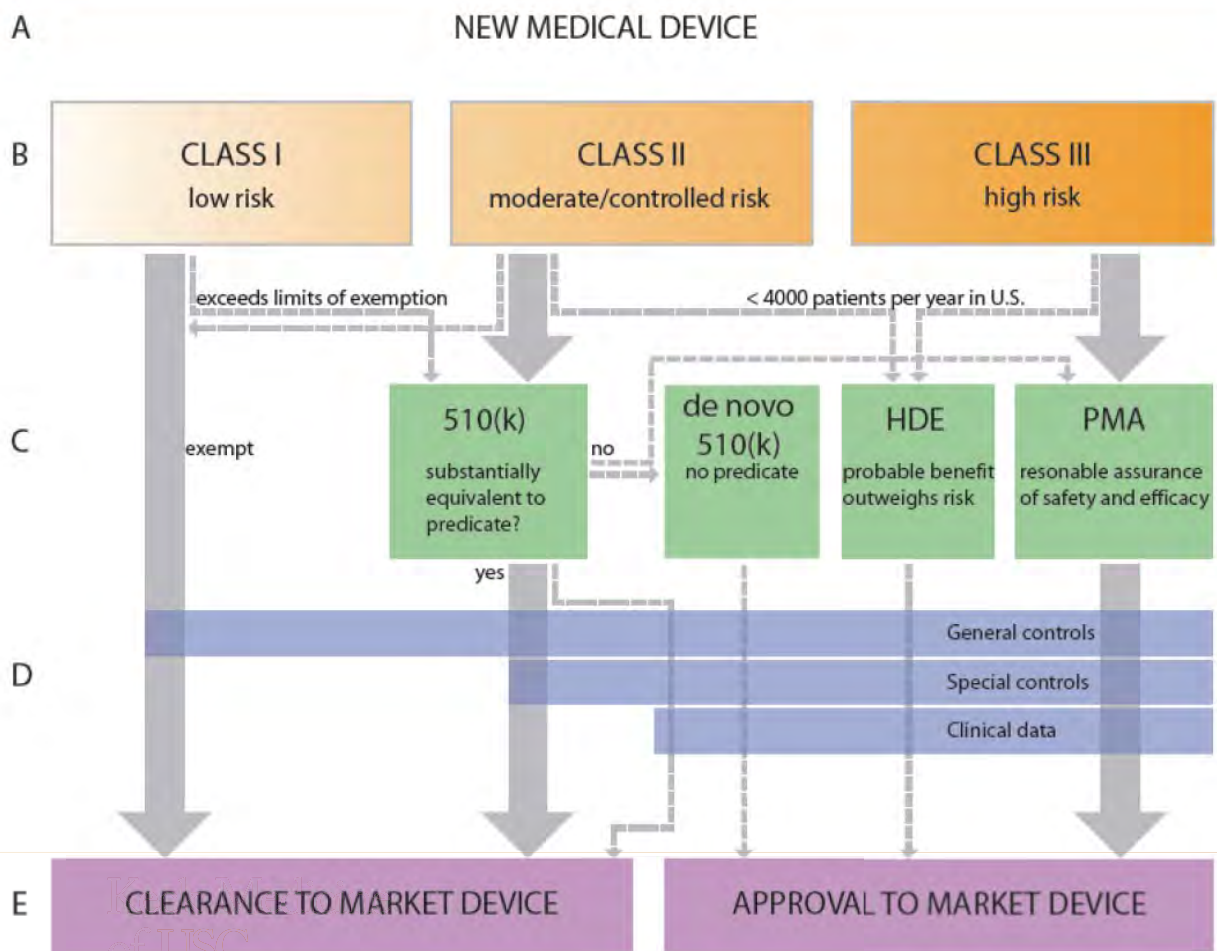 A
NEW MEDICAL DEVICE
B
CLASS I
low risk
CLASS II
moderate/controlled risk
CLASS III
high risk
exceeds limits of exemption
< 4000 patients per year in U.S.
C
exempt
510(k)
substantially
equivalent to
predicate?
no
yes
de novo
510(k)
no predicate
HDE
probable benefit
outweighs risk
PMA
resonable assurance
of safety and efficacy
D
General controls
Special controls
Clinical data
E
CLEARANCE TO MARKET DEVICE
APPROVAL TO MARKET DEVICE